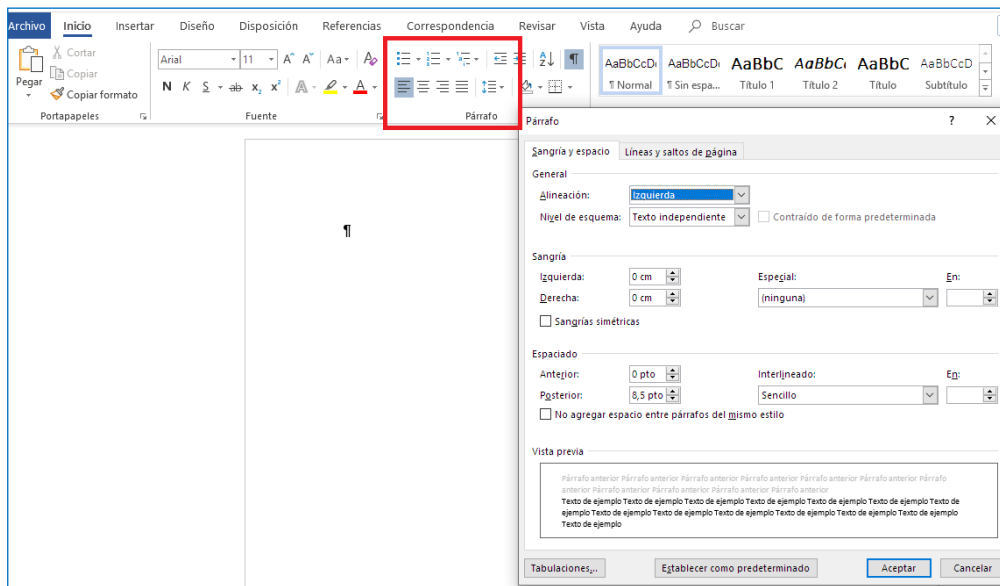 Archivo Inicio Insertar Diseño Disposición Referencias Correspondencia Revisar Vista Ayuda Buscar
Pegar
Cortar
Copiar
Copiar formato
Portapapeles
Arial 11 A A Aa A
N K S ab x₂ x² A A
Fuente
Párrafo
AaBbCcDc AaBbCcDc AaBbC AaBbCc AaBbC AaBbCcD
¶ Normal ¶ Sin espa... Título 1 Título 2 Título Subtítulo
¶
Párrafo ?
Sangría y espacio Líneas y saltos de página
General
Alineación: Izquierda
Nivel de esquema: Texto independiente Contraído de forma predeterminada
Sangría
Izquierda: 0 cm Especial: En:
Derecha: 0 cm (ninguna)
Sangrías simétricas
Espaciado
Anterior: 0 pto Interlineado: En:
Posterior: 8,5 pto Sencillo
No agregar espacio entre párrafos del mismo estilo
Vista previa
Párrafo anterior Párrafo anterior Párrafo anterior Párrafo anterior Párrafo anterior Párrafo anterior Párrafo
anterior Párrafo anterior Párrafo anterior Párrafo anterior Párrafo anterior
Texto de ejemplo Texto de ejemplo Texto de ejemplo Texto de ejemplo Texto de ejemplo Texto de ejemplo Texto de
ejemplo Texto de ejemplo Texto de ejemplo Texto de ejemplo Texto de ejemplo Texto de ejemplo Texto de ejemplo
Texto de ejemplo
Tabulaciones... Establecer como predeterminado Aceptar Cancelar